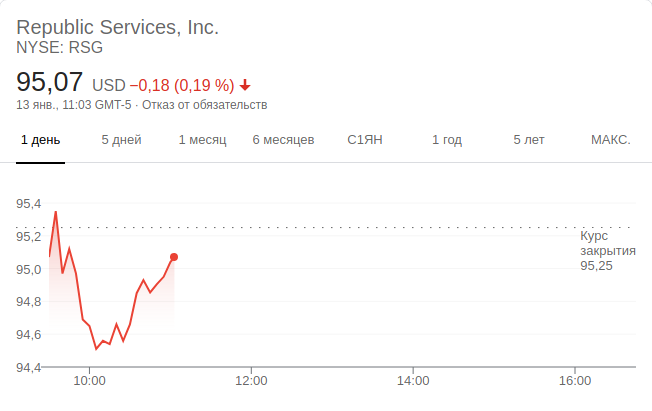 Republic Services, Inc.
NYSE: RSG
95,07 USD −0,18 (0,19 %)
13 янв., 11:03 GMT-5 · Отказ от обязательств
1 день 5 дней 1 месяц 6 месяцев С1ЯН 1 год 5 лет МАКС.
95,4
95,2
Курс
закрытия
95,25
95,0
94,8
94,6
94,4
10:00 12:00 14:00 16:00